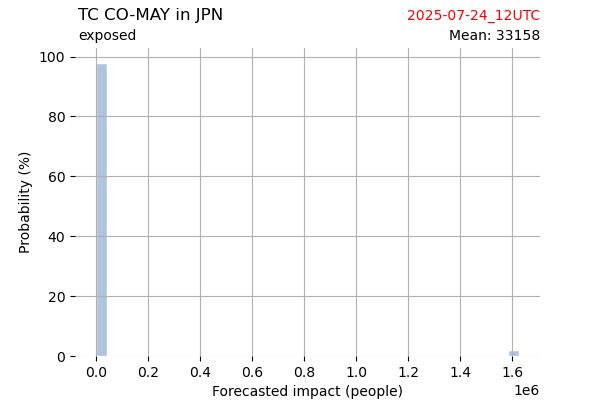 TC CO-MAY in JPN
2025-07-24_12UTC
exposed
Mean: 33158
Probability (%)
100
80
60
40
20
0
0.0 0.2 0.4 0.6 0.8 1.0 1.2 1.4 1.6
1e6
Forecasted impact (people)